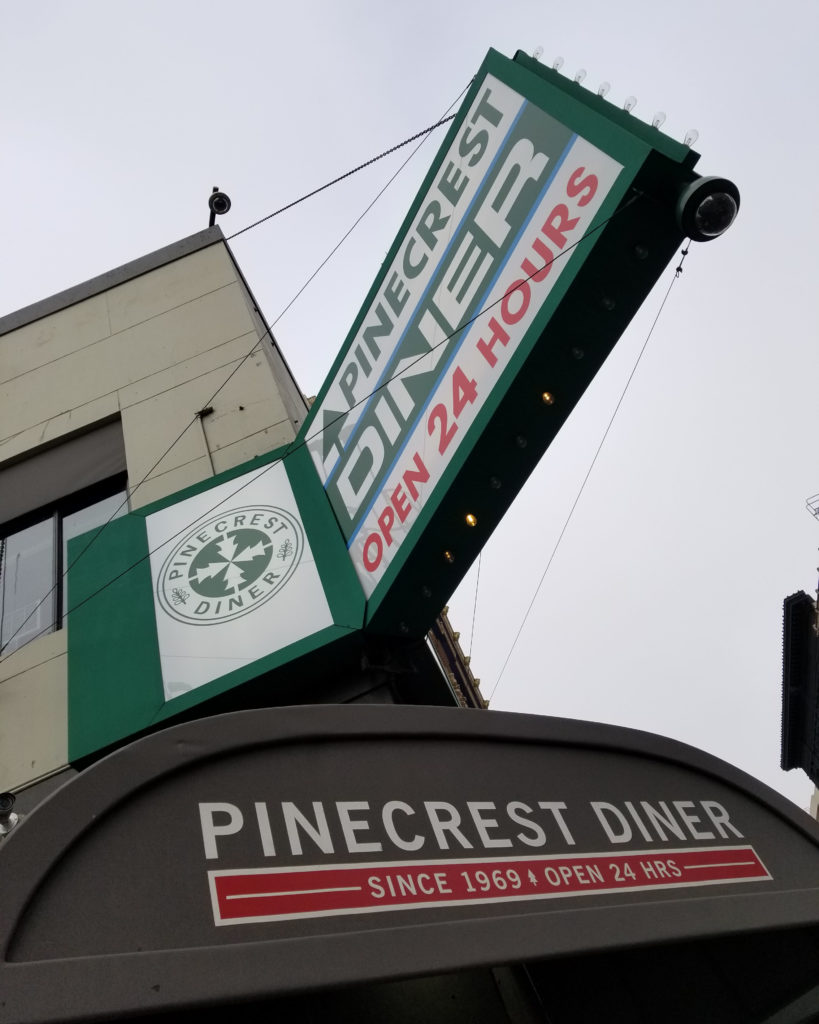 PINECREST
DINER
OPEN 24 HOURS
PINECREST
DINER
PINECREST DINER
SINCE 1969 OPEN 24 HRS